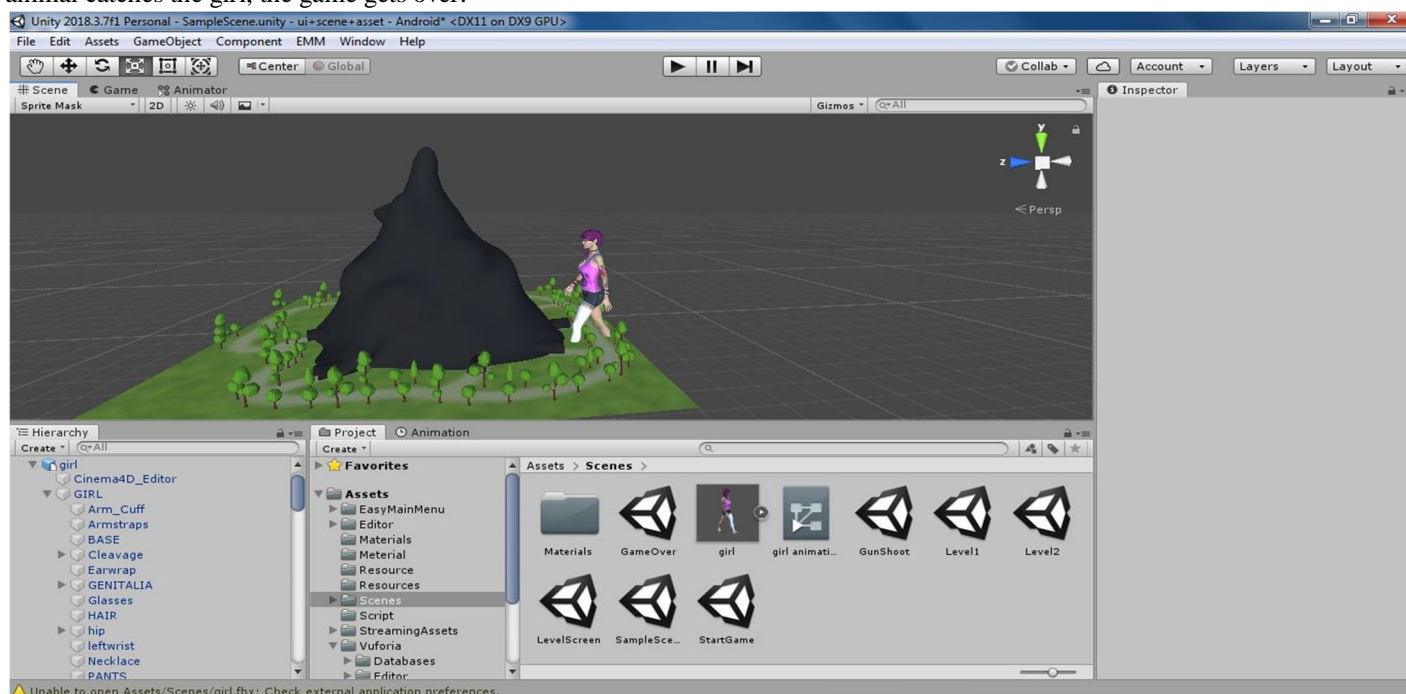 animal catches the girl, the game gets over.
Unity 2018.3.7f1 Personal - SampleScene.unity - ui+scene+asset - Android* <DX11 on DX9 GPU>
File Edit Assets GameObject Component EMM Window Help
Center Global Collab Account Layers Layout
Scene Game Animator Inspector
Sprite Mask 2D Gizmos All
y
z
Persp
Hierarchy Project Animation
Create All Create
girl Favorites Assets > Scenes >
Cinema4D_Editor
GIRL Assets
Arm_Cuff EasyMainMenu
Armstraps Editor
BASE Materials
Cleavage Meterial Materials GameOver girl girl animati... GunShoot Level1 Level2
Earwrap Resource
GENITALIA Resources
Glasses Scenes
HAIR Script
hip StreamingAssets
leftwrist Vuforia LevelScreen SampleSce... StartGame
Necklace Databases
PANTS Editor
Unable to open Assets/Scenes/girl.fbx: Check external application preferences.